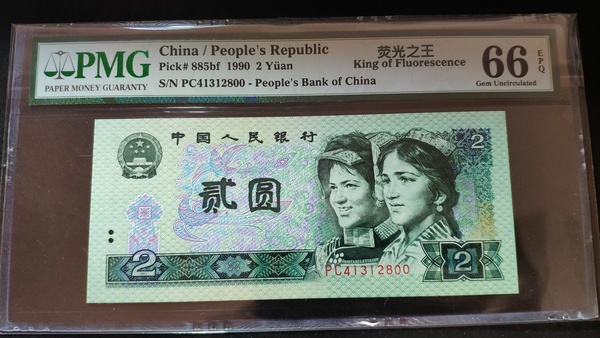 PMG
PAPER MONEY GUARANTY
China / People's Republic
Pick# 885bf 1990 2 Yüan
S/N PC41312800 - People's Bank of China
荧光之王
King of Fluorescence
66 EPQ
Gem Uncirculated
中国人民银行
贰圆
2
2
PC41312800
2